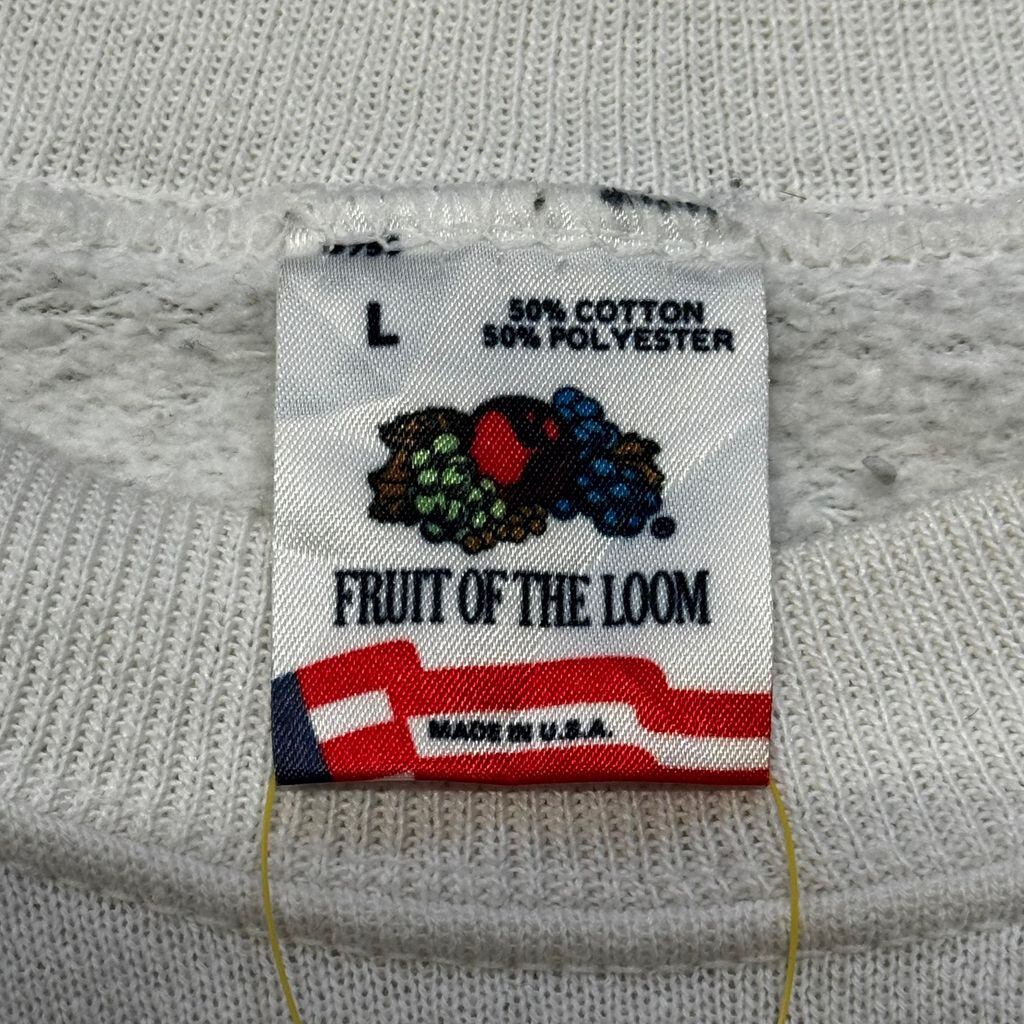 L
50% COTTON
50% POLYESTER
FRUIT OF THE LOOM
MADE IN U.S.A.